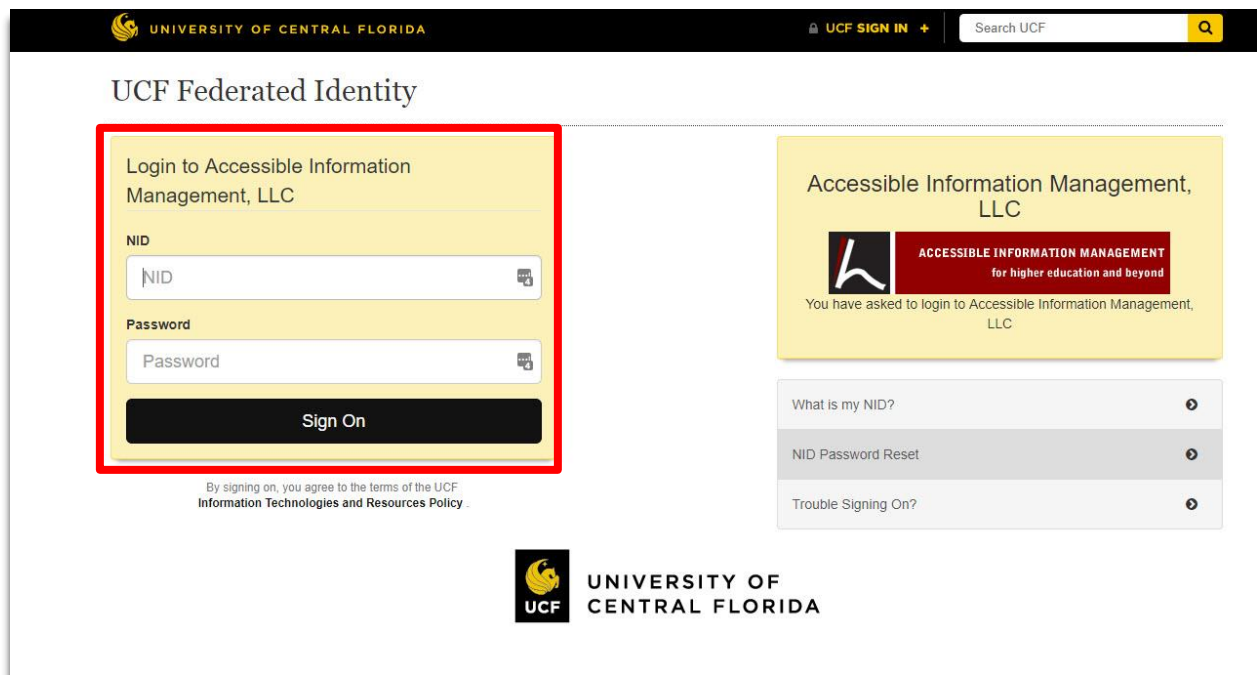 UNIVERSITY OF CENTRAL FLORIDA
UCF SIGN IN +
Search UCF
UCF Federated Identity
Login to Accessible Information
Management, LLC
NID
NID
Password
Password
Sign On
By signing on, you agree to the terms of the UCF
Information Technologies and Resources Policy .
Accessible Information Management,
LLC
ACCESSIBLE INFORMATION MANAGEMENT
for higher education and beyond
You have asked to login to Accessible Information Management,
LLC
What is my NID?
NID Password Reset
Trouble Signing On?
UCF
UNIVERSITY OF
CENTRAL FLORIDA